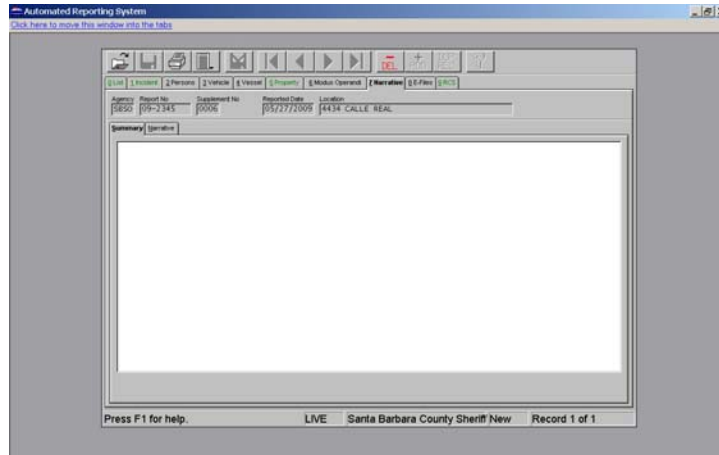 Automated Reporting System
Click here to move this window into the tabs
DEL
0 List 1 Incident 2 Persons 3 Vehicle 4 Vessel 5 Property 6 Modus Operandi 7 Narrative 8 E-Files 9 RCS
Agency Report No Supplement No Reported Date Location
SBSO 09-2345 0006 05/27/2009 4434 CALLE REAL
Summary Narrative
Press F1 for help. LIVE Santa Barbara County Sheriff New Record 1 of 1